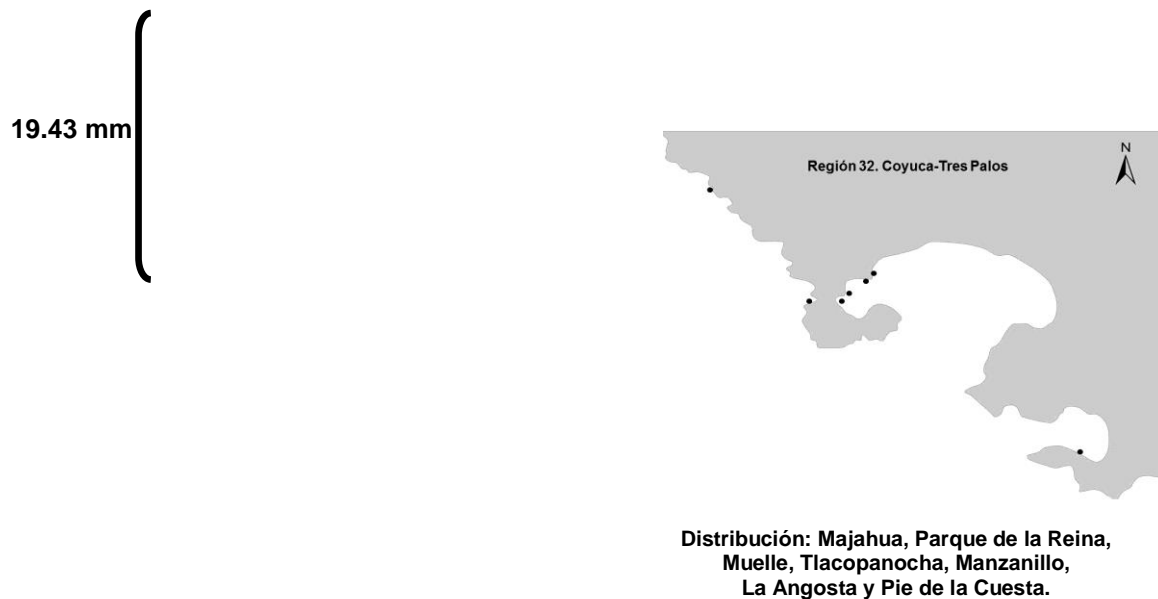 19.43 mm
Región 32. Coyuca-Tres Palos
N
Distribución: Majahua, Parque de la Reina,
Muelle, Tlacopanocha, Manzanillo,
La Angosta y Pie de la Cuesta.